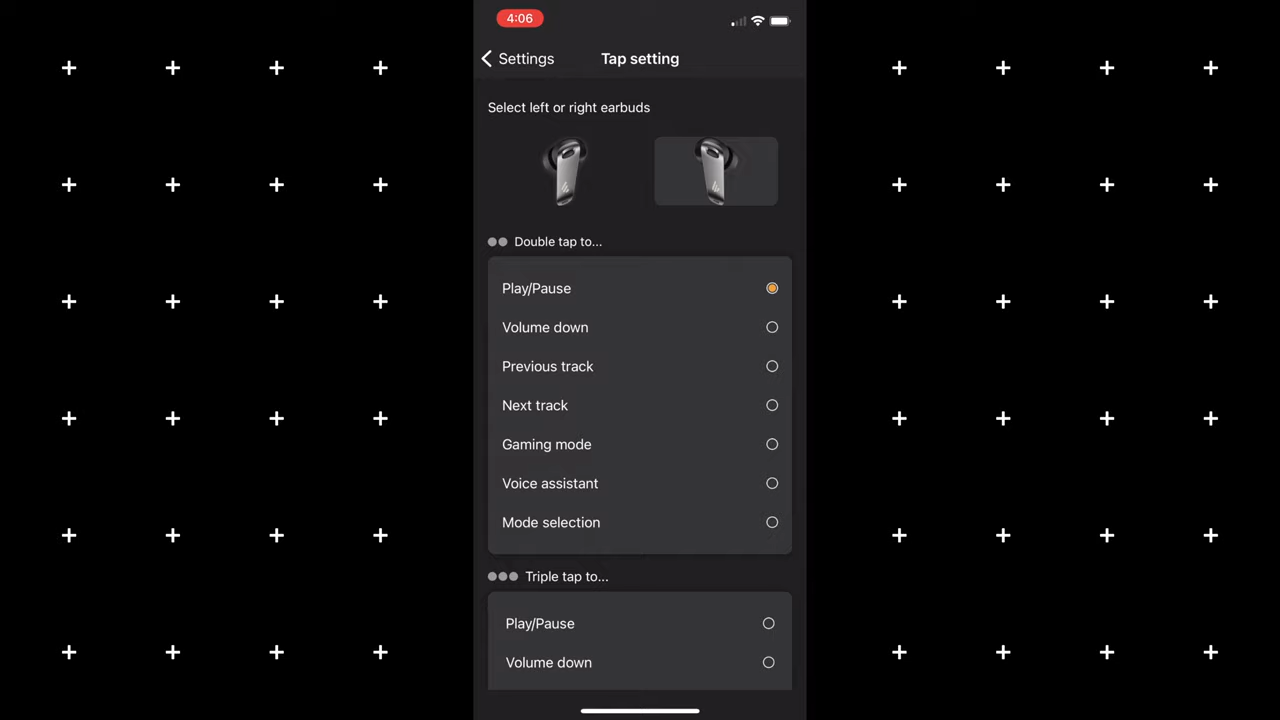 4:06
Settings
Tap setting
Select left or right earbuds
Double tap to...
Play/Pause
Volume down
Previous track
Next track
Gaming mode
Voice assistant
Mode selection
Triple tap to...
Play/Pause
Volume down